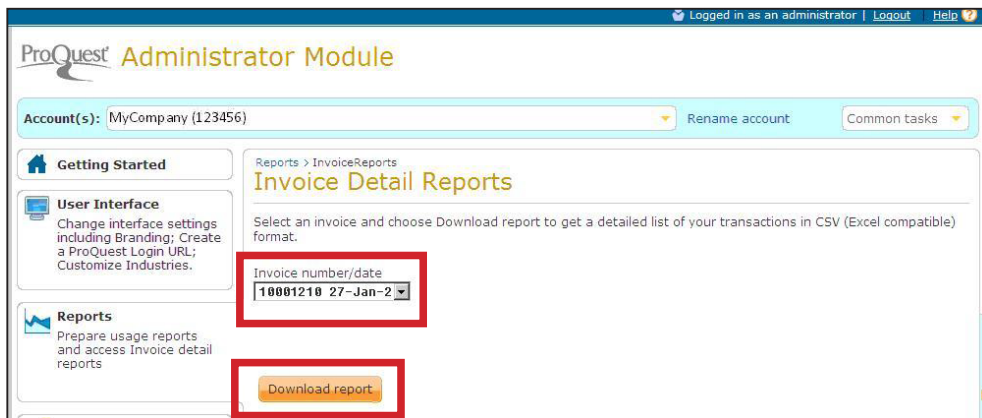 Logged in as an administrator | Logout | Help ?
ProQuest Administrator Module
Account(s): MyCompany (123456) Rename account Common tasks
Getting Started
User Interface
Change interface settings
including Branding; Create
a ProQuest Login URL;
Customize Industries.
Reports
Prepare usage reports
and access Invoice detail
reports
Reports > InvoiceReports
Invoice Detail Reports
Select an invoice and choose Download report to get a detailed list of your transactions in CSV (Excel compatible)
format.
Invoice number/date
10001210 27-Jan-2
Download report